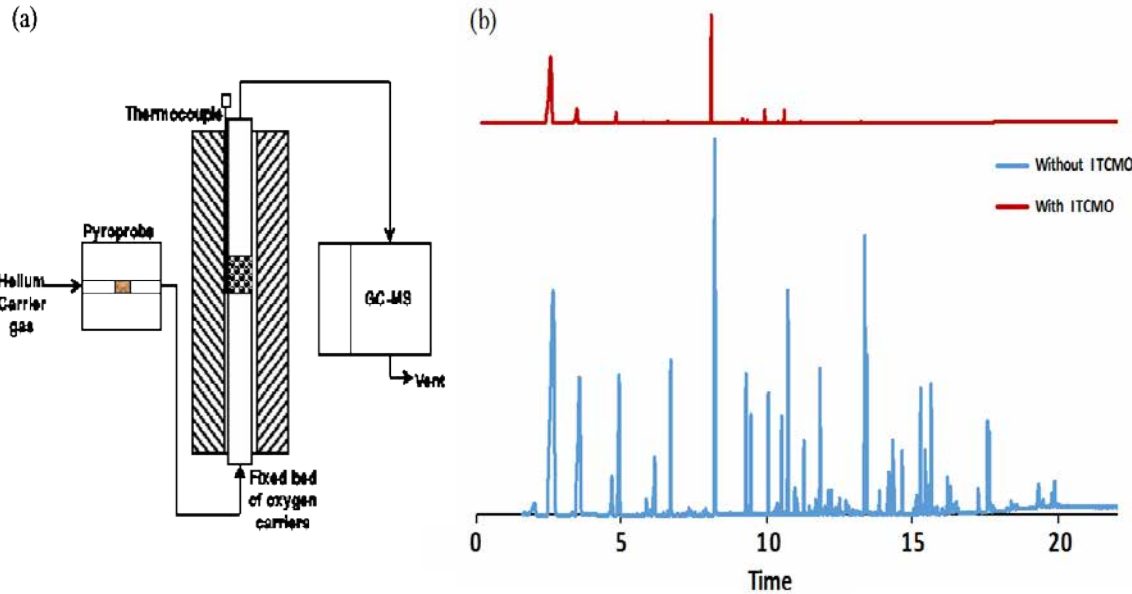 (a)
Thermocouple
Pyroprobe
Helium
Carrier
gas
GC-MS
Vent
Fixed bed
of oxygen
carriers
(b)
Without ITCMO
With ITCMO
0 5 10 15 20
Time